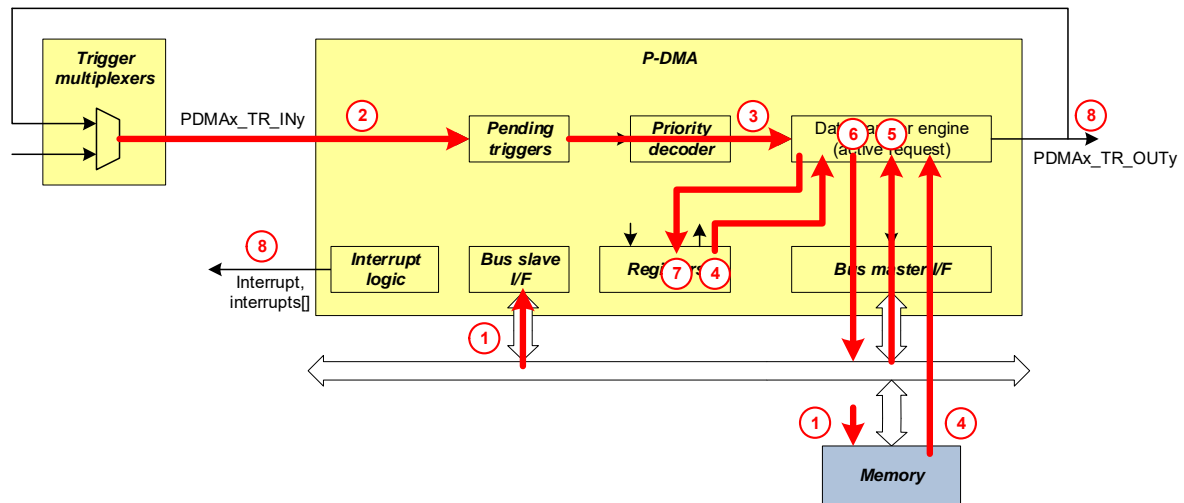 Trigger
multiplexers
P-DMA
PDMAx_TR_INy
2
Pending
triggers
3
Priority
decoder
6
5
(active request)
8
PDMAx_TR_OUTy
8
Interrupt,
interrupts[]
Interrupt
logic
Bus slave
I/F
7
4
Bus master I/F
1
1
4
Memory